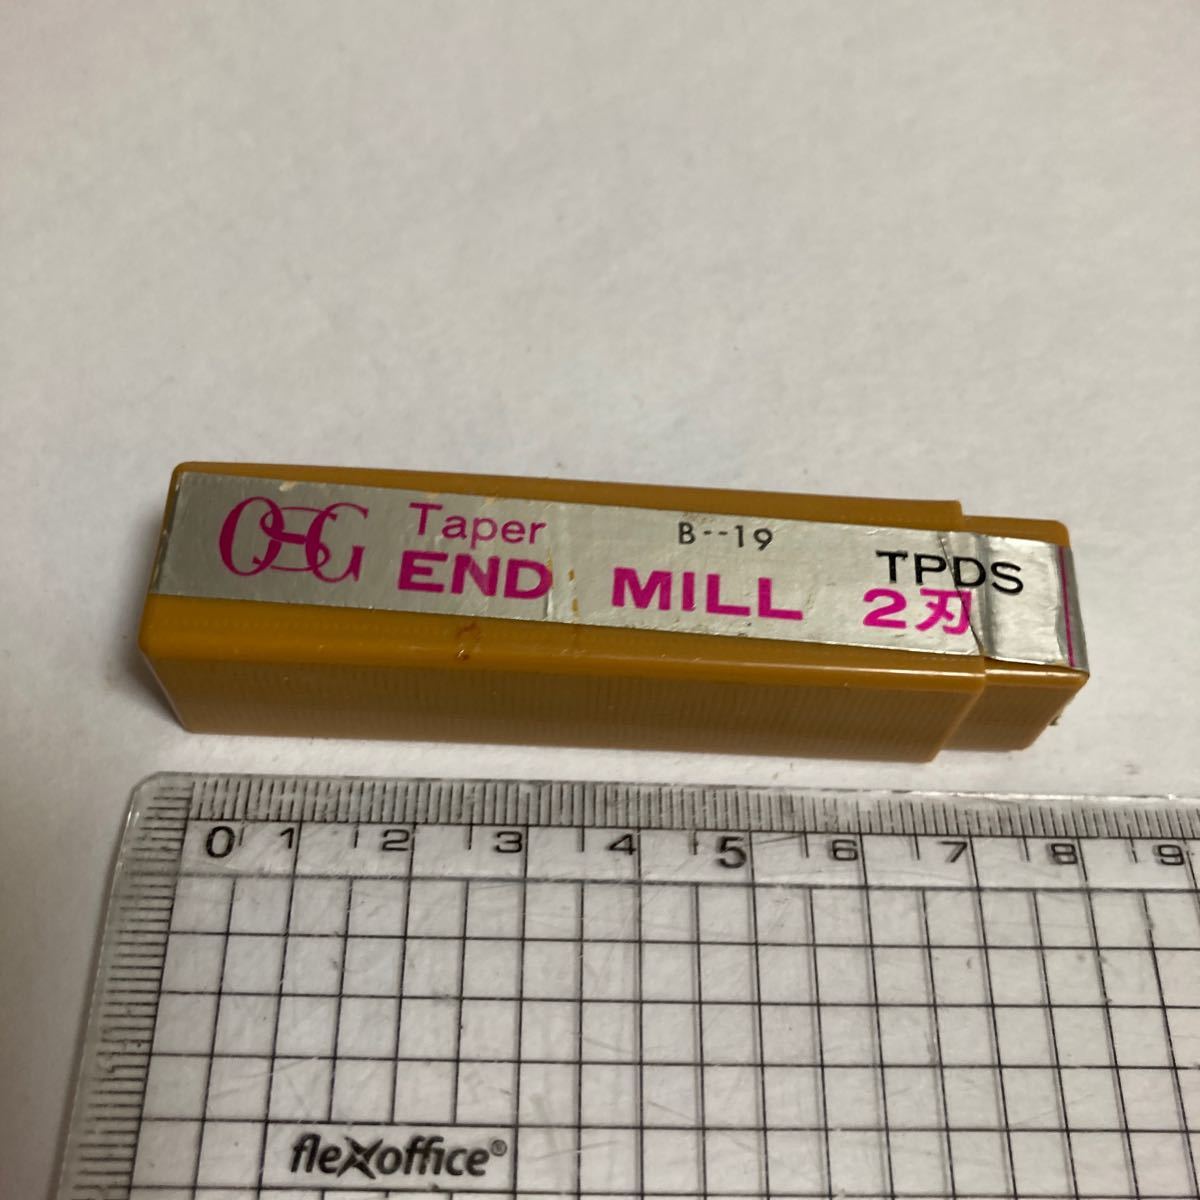 OSG Taper B--19 TPDS
END MILL 2刃
0 1 2 3 4 5 6 7 8 9
flexoffice®